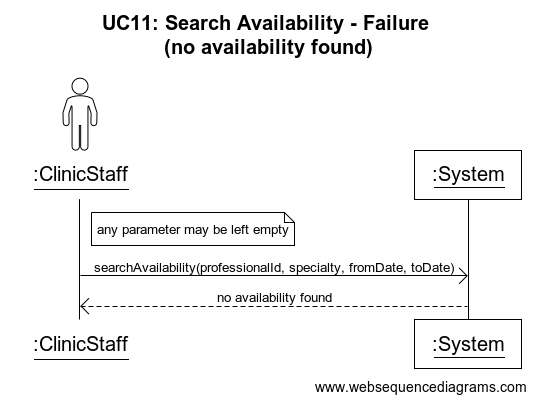 UC11: Search Availability - Failure
(no availability found)
:ClinicStaff
:System
any parameter may be left empty
searchAvailability(professionalId, specialty, fromDate, toDate)
no availability found
:ClinicStaff
:System
www.websequencediagrams.com